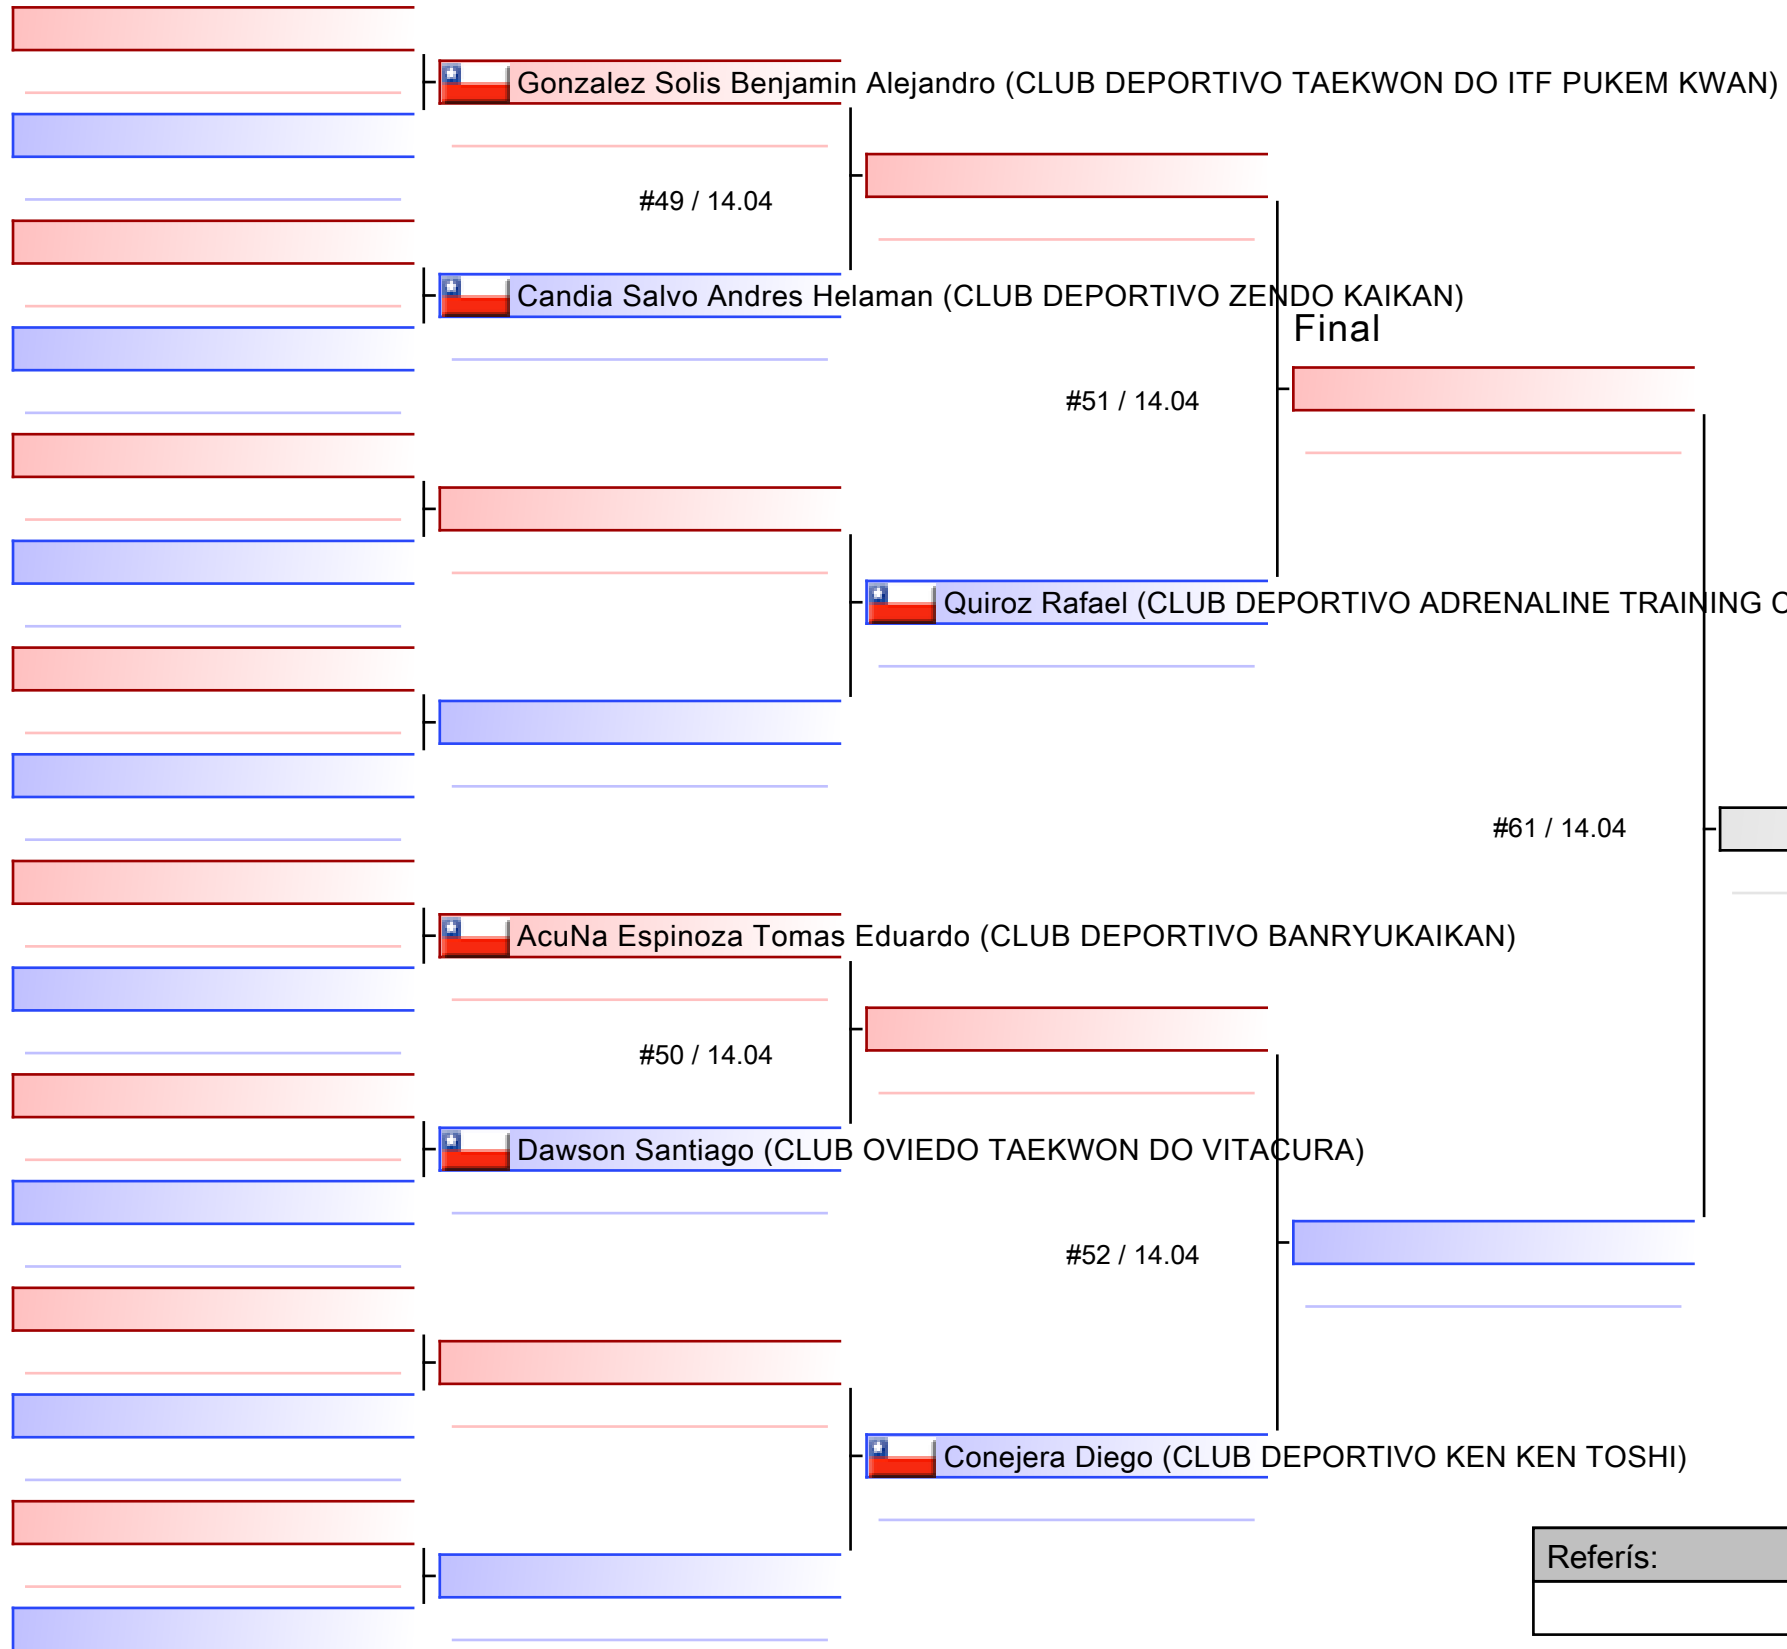 Gonzalez Solis Benjamin Alejandro (CLUB DEPORTIVO TAEKWON DO ITF PUKEM KWAN)
#49 / 14.04
Candia Salvo Andres Helaman (CLUB DEPORTIVO ZENDO KAIKAN)
Final
#51 / 14.04
Quiroz Rafael (CLUB DEPORTIVO ADRENALINE TRAINING
#61 / 14.04
AcuNa Espinoza Tomas Eduardo (CLUB DEPORTIVO BANRYUKAIKAN)
#50 / 14.04
Dawson Santiago (CLUB OVIEDO TAEKWON DO VITACURA)
#52 / 14.04
Conejera Diego (CLUB DEPORTIVO KEN KEN TOSHI)
Referís: